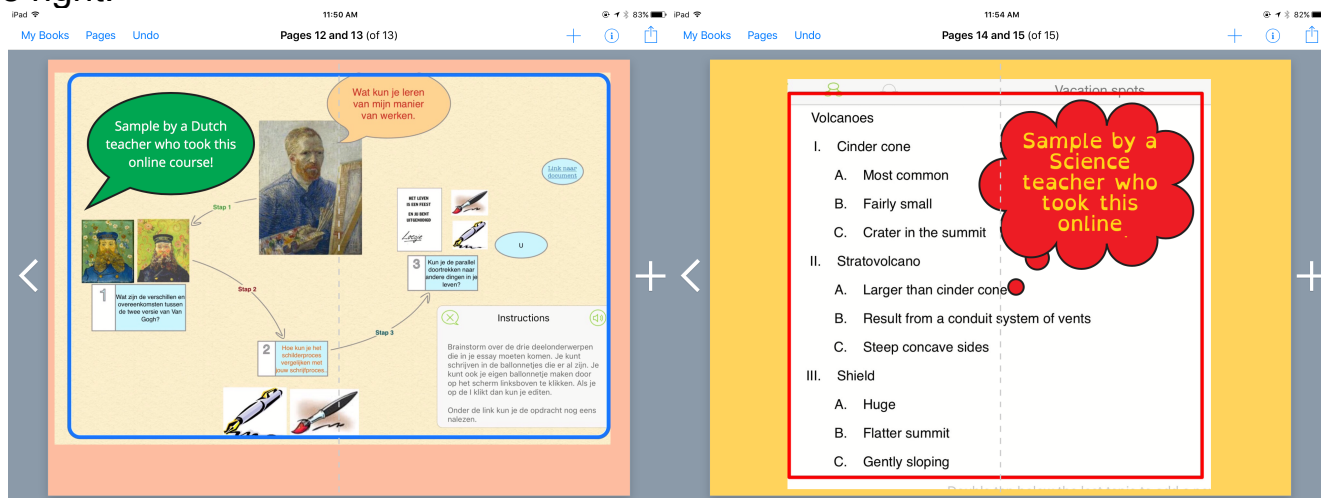 right.
iPad
11:50 AM
83%
My Books Pages Undo
Pages 12 and 13 (of 13)
Sample by a Dutch
teacher who took this
online course!
Wat kun je leren
van mijn manier
van werken.
Link naar
document
Stap 1
HET LEVEN
IS EEN FEEST
EN JIJ BENT
UITGENODIGD
Loesje
U
1
Wat zijn de verschillen en
overeenkomsten tussen
de twee versie van Van
Gogh?
Stap 2
3
Kun je de parallel
doortrekken naar
andere dingen in je
leven?
Stap 3
2
Hoe kun je het
schilderproces
vergelijken met
jouw schrijfproces.
Instructions
Brainstorm over de drie deelonderwerpen
die in je essay moeten komen. Je kunt
schrijven in de ballonnetjes die er al zijn. Je
kunt ook je eigen ballonnetje maken door
op het scherm linksboven te klikken. Als je
op de I klikt dan kun je editen.
Onder de link kun je de opdracht nog eens
nalezen.
iPad
11:54 AM
82%
My Books Pages Undo
Pages 14 and 15 (of 15)
Vacation spots
Volcanoes
I. Cinder cone
A. Most common
B. Fairly small
C. Crater in the summit
II. Stratovolcano
A. Larger than cinder cone
B. Result from a conduit system of vents
C. Steep concave sides
III. Shield
A. Huge
B. Flatter summit
C. Gently sloping
Sample by a
Science
teacher who
took this
online